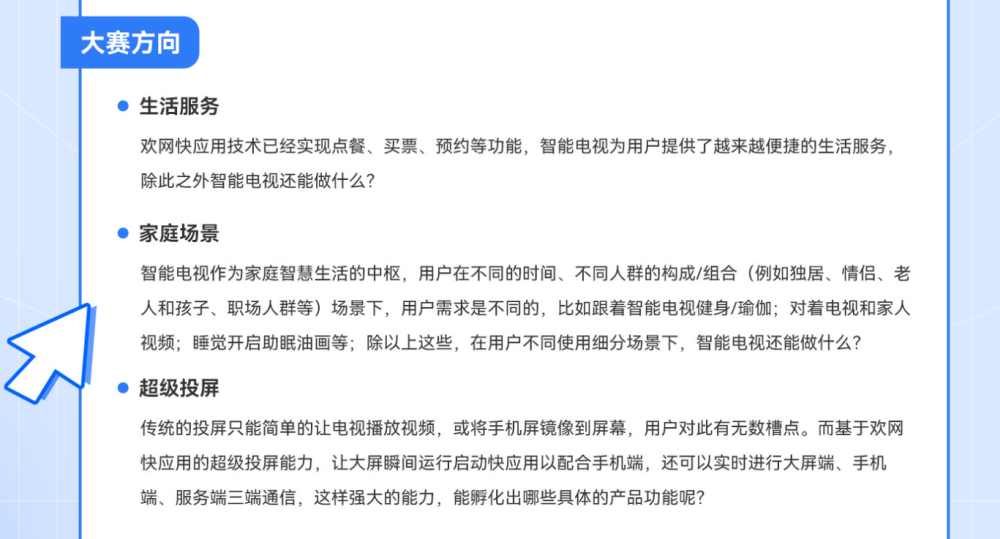 大赛方向
生活服务
欢网快应用技术已经实现点餐、买票、预约等功能，智能电视为用户提供了越来越便捷的生活服务，
除此之外智能电视还能做什么？
家庭场景
智能电视作为家庭智慧生活的中枢，用户在不同的时间、不同人群的构成/组合（例如独居、情侣、老
人和孩子、职场人群等）场景下，用户需求是不同的，比如跟着智能电视健身/瑜伽；对着电视和家人
视频；睡觉开启助眠油画等；除以上这些，在用户不同使用细分场景下，智能电视还能做什么？
超级投屏
传统的投屏只能简单的让电视播放视频，或将手机屏镜像到屏幕，用户对此有无数槽点。而基于欢网
快应用的超级投屏能力，让大屏瞬间运行启动快应用以配合手机端，还可以实时进行大屏端、手机
端、服务端三端通信，这样强大的能力，能孵化出哪些具体的产品功能呢？